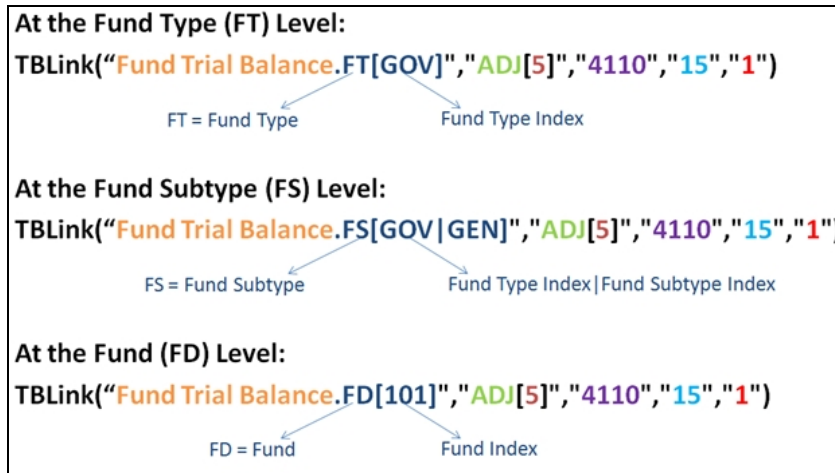 At the Fund Type (FT) Level:
TBLink(“Fund Trial Balance.FT[GOV]","ADJ[5]","4110","15","1")
FT = Fund Type Fund Type Index
At the Fund Subtype (FS) Level:
TBLink(“Fund Trial Balance.FS[GOV|GEN]","ADJ[5]","4110","15","1")
FS = Fund Subtype Fund Type Index|Fund Subtype Index
At the Fund (FD) Level:
TBLink(“Fund Trial Balance.FD[101]","ADJ[5]","4110","15","1")
FD = Fund Fund Index